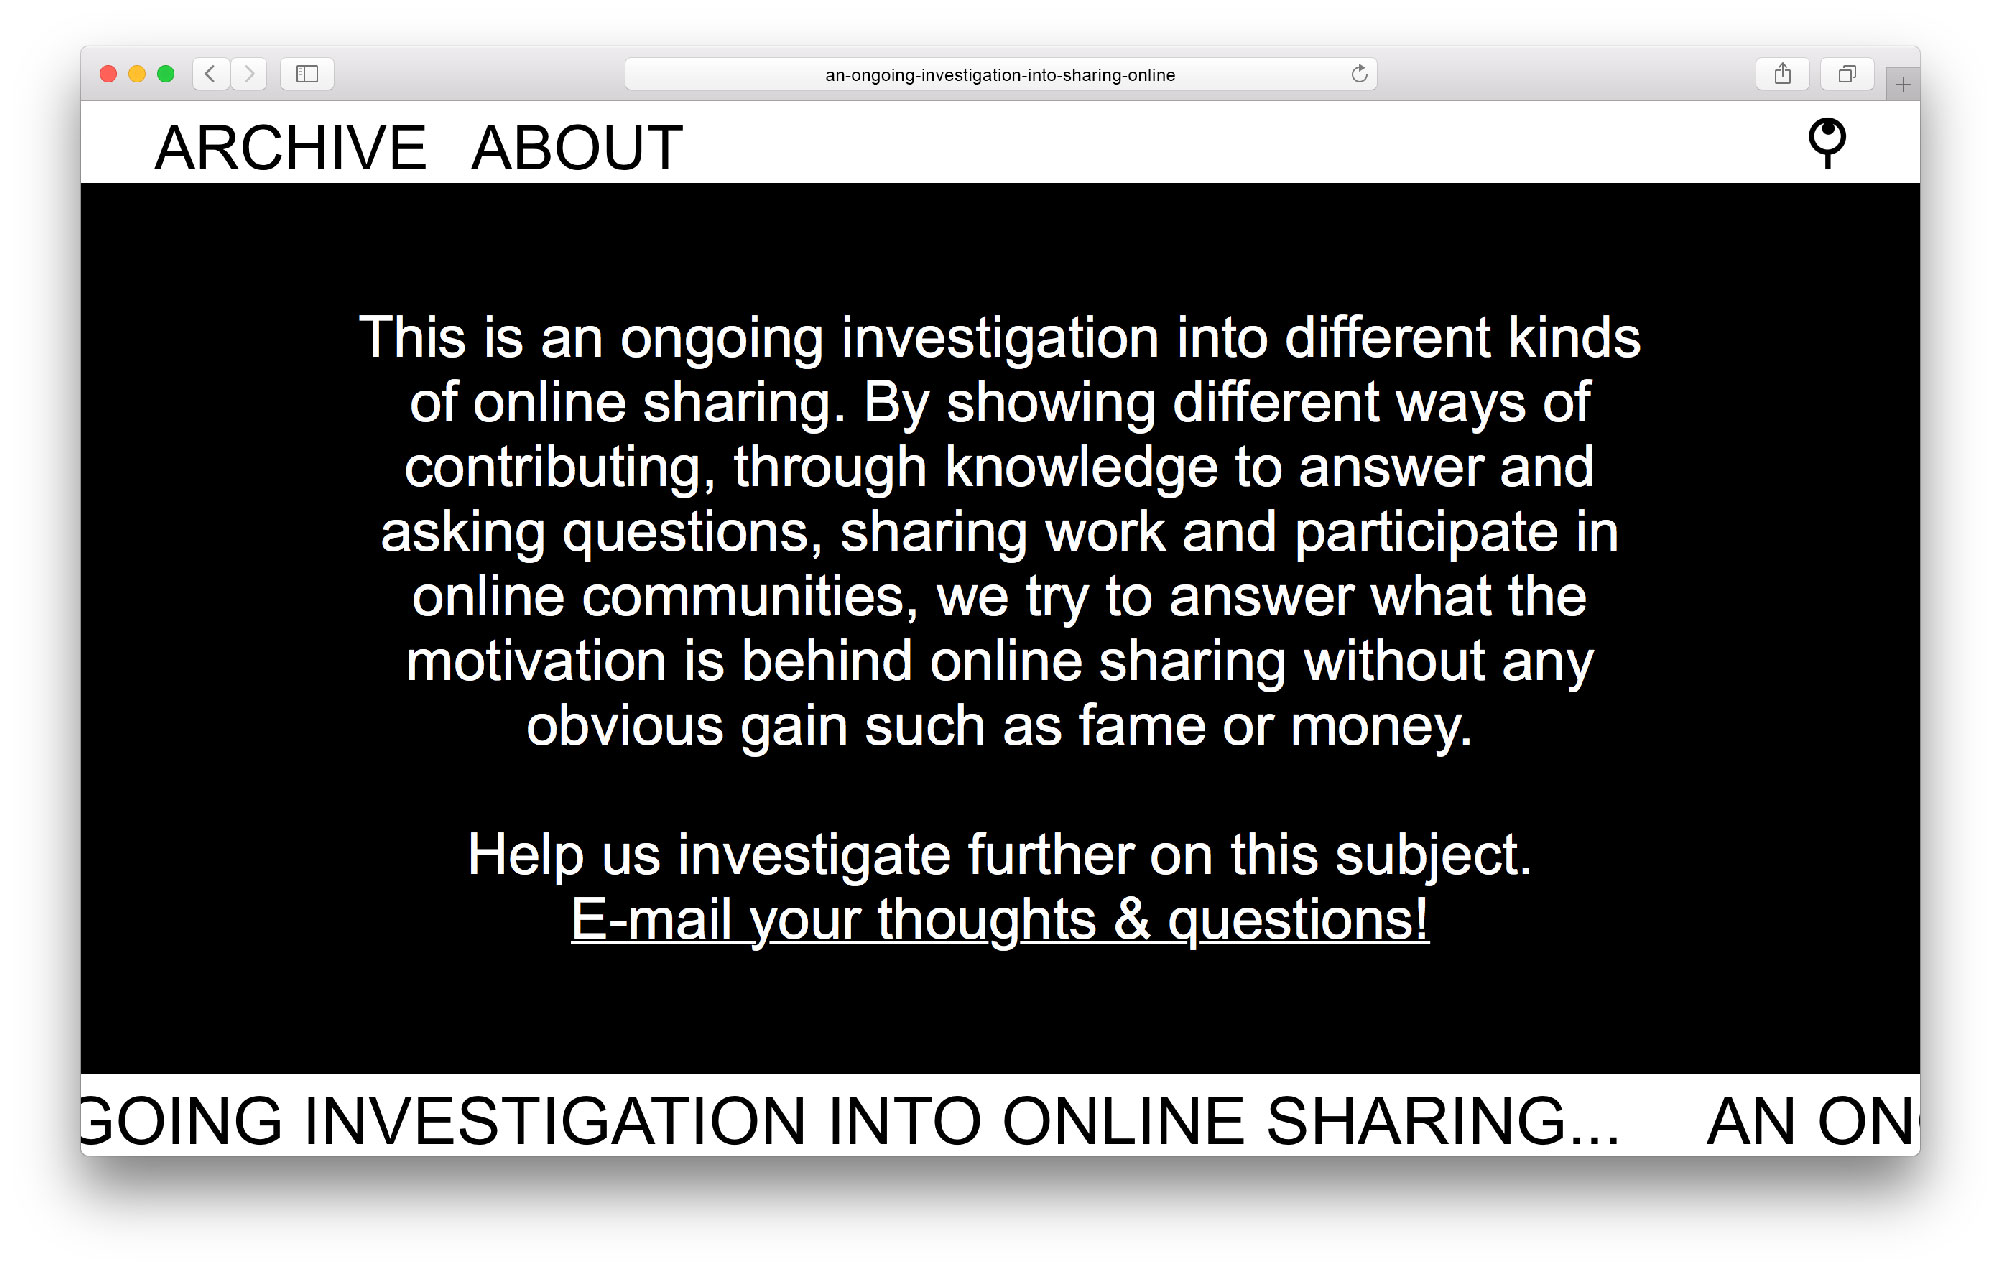 an-ongoing-investigation-into-sharing-online
ARCHIVE ABOUT
This is an ongoing investigation into different kinds
of online sharing. By showing different ways of
contributing, through knowledge to answer and
asking questions, sharing work and participate in
online communities, we try to answer what the
motivation is behind online sharing without any
obvious gain such as fame or money.
Help us investigate further on this subject.
E-mail your thoughts & questions!
GOING INVESTIGATION INTO ONLINE SHARING... AN ONG